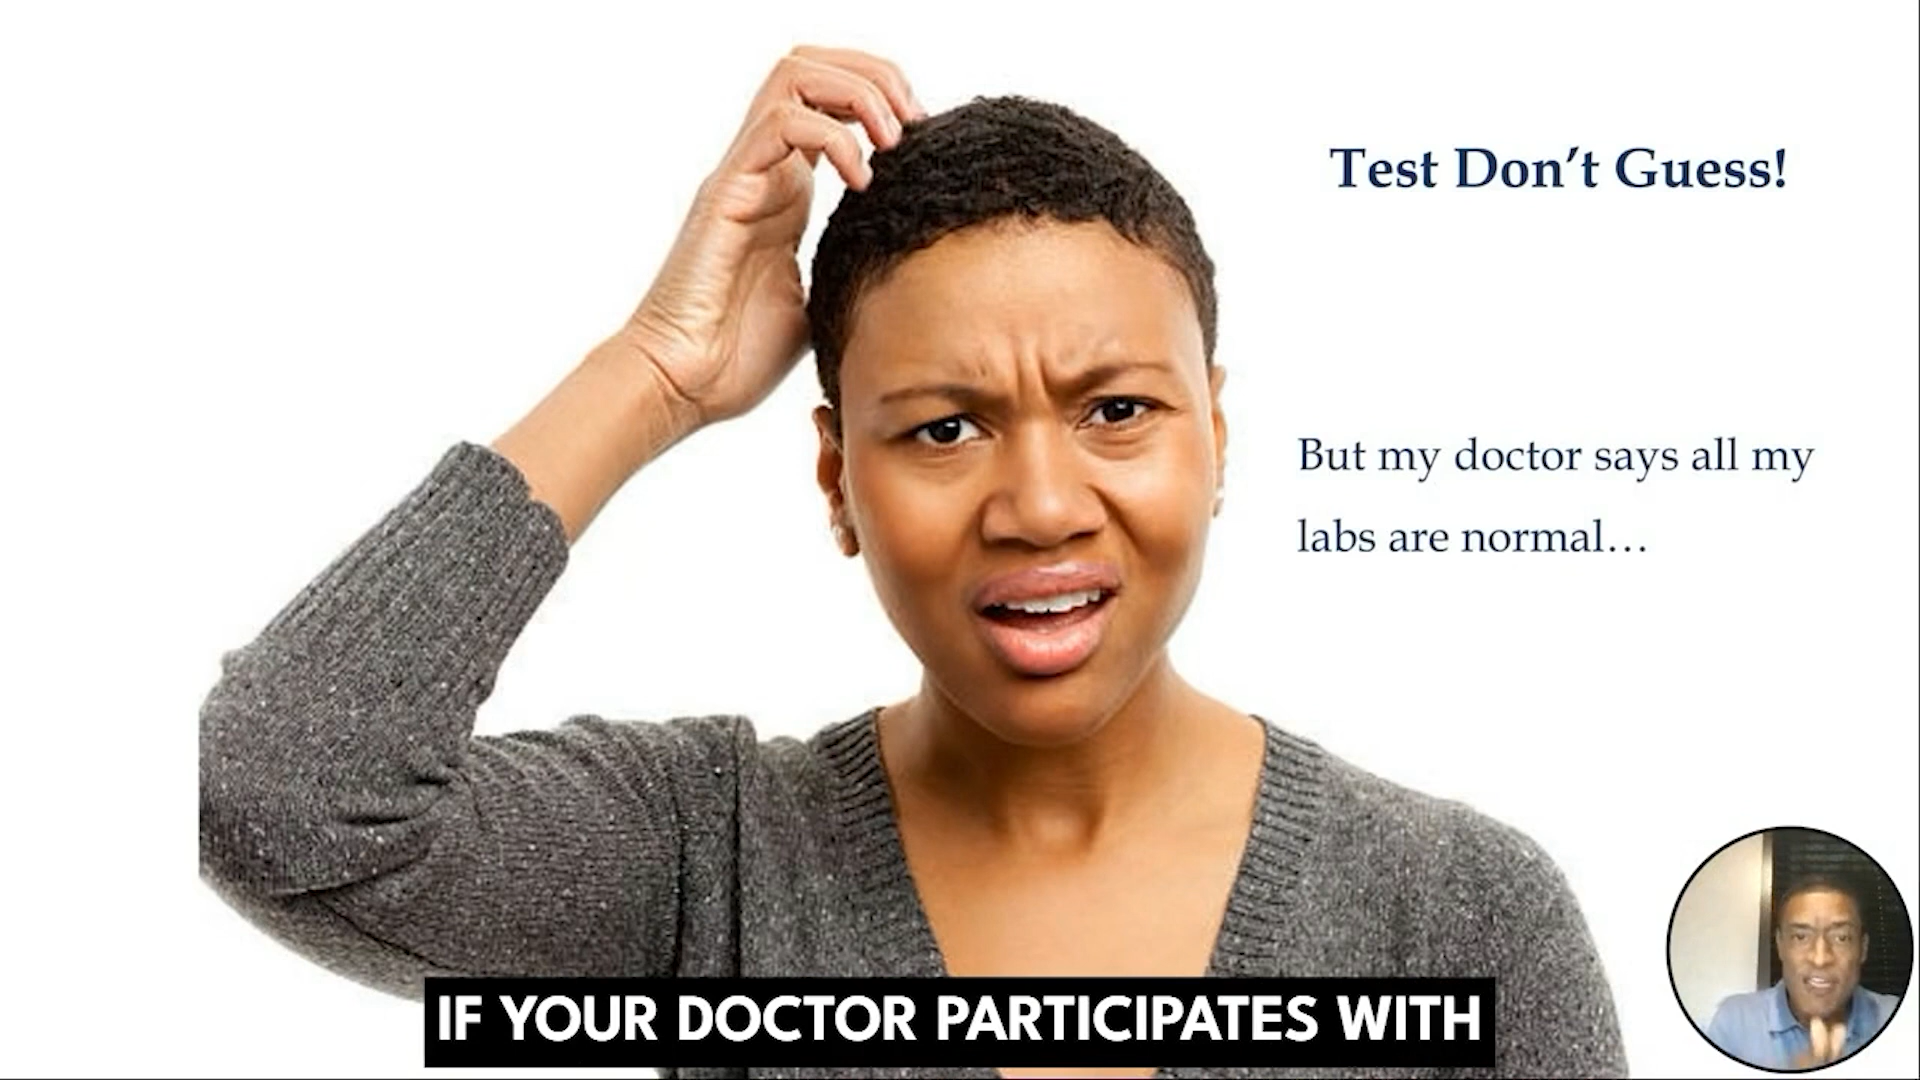 Test Don’t Guess!
But my doctor says all my
labs are normal…
IF YOUR DOCTOR PARTICIPATES WITH